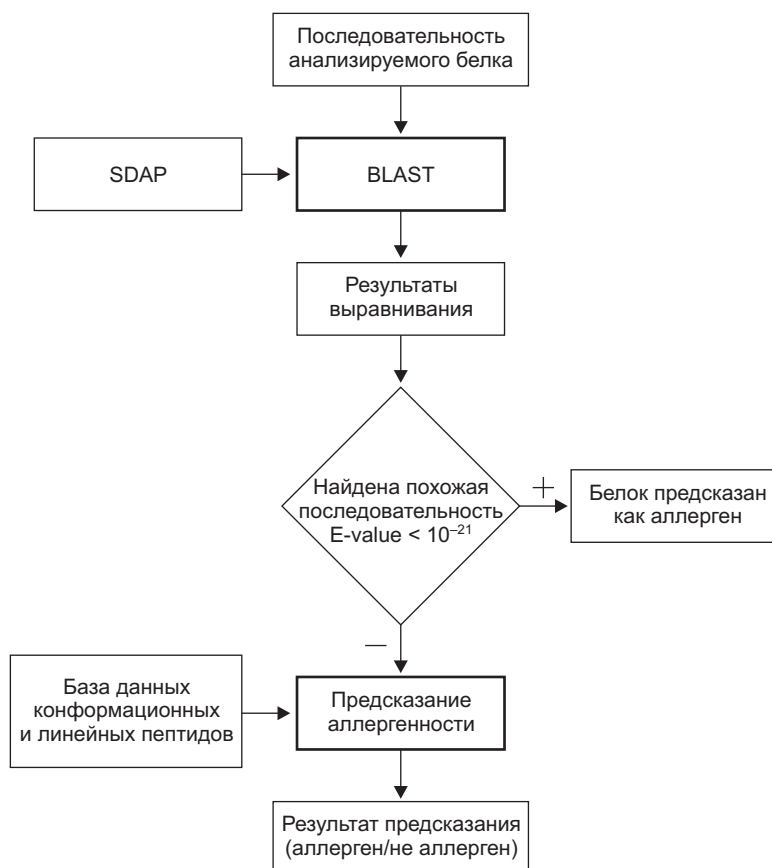 Последовательность
анализируемого белка
SDAP
BLAST
Результаты
выравнивания
Найдена похожая
последовательность
E-value < 10⁻²¹
+
Белок предсказан
как аллерген
—
База данных
конформационных
и линейных пептидов
Предсказание
аллергенности
Результат предсказания
(аллерген/не аллерген)